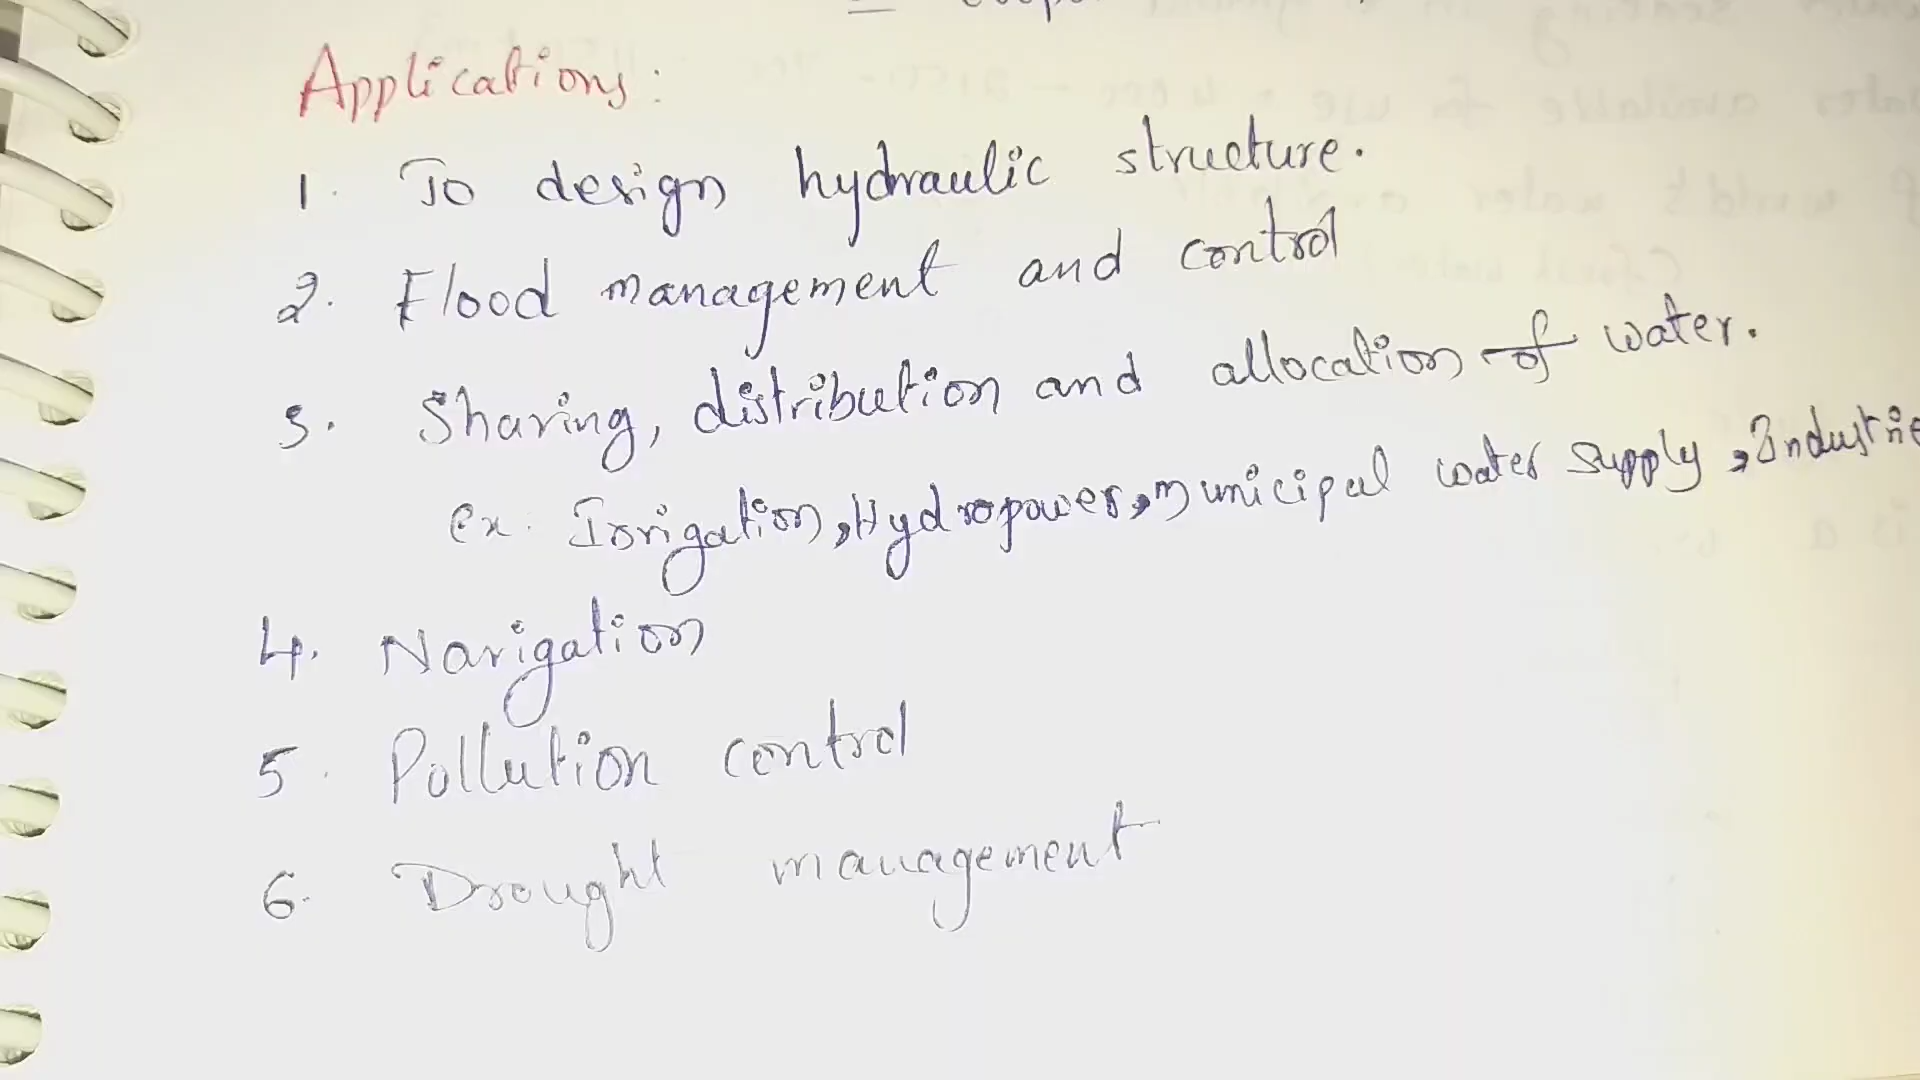 Applications:
1. To design hydraulic structure.
2. Flood management and control
3. Sharing, distribution and allocation of water.
ex. Irrigation, Hydropower, municipal water supply, Industrie
4. Navigation
5. Pollution control
6. Drought management